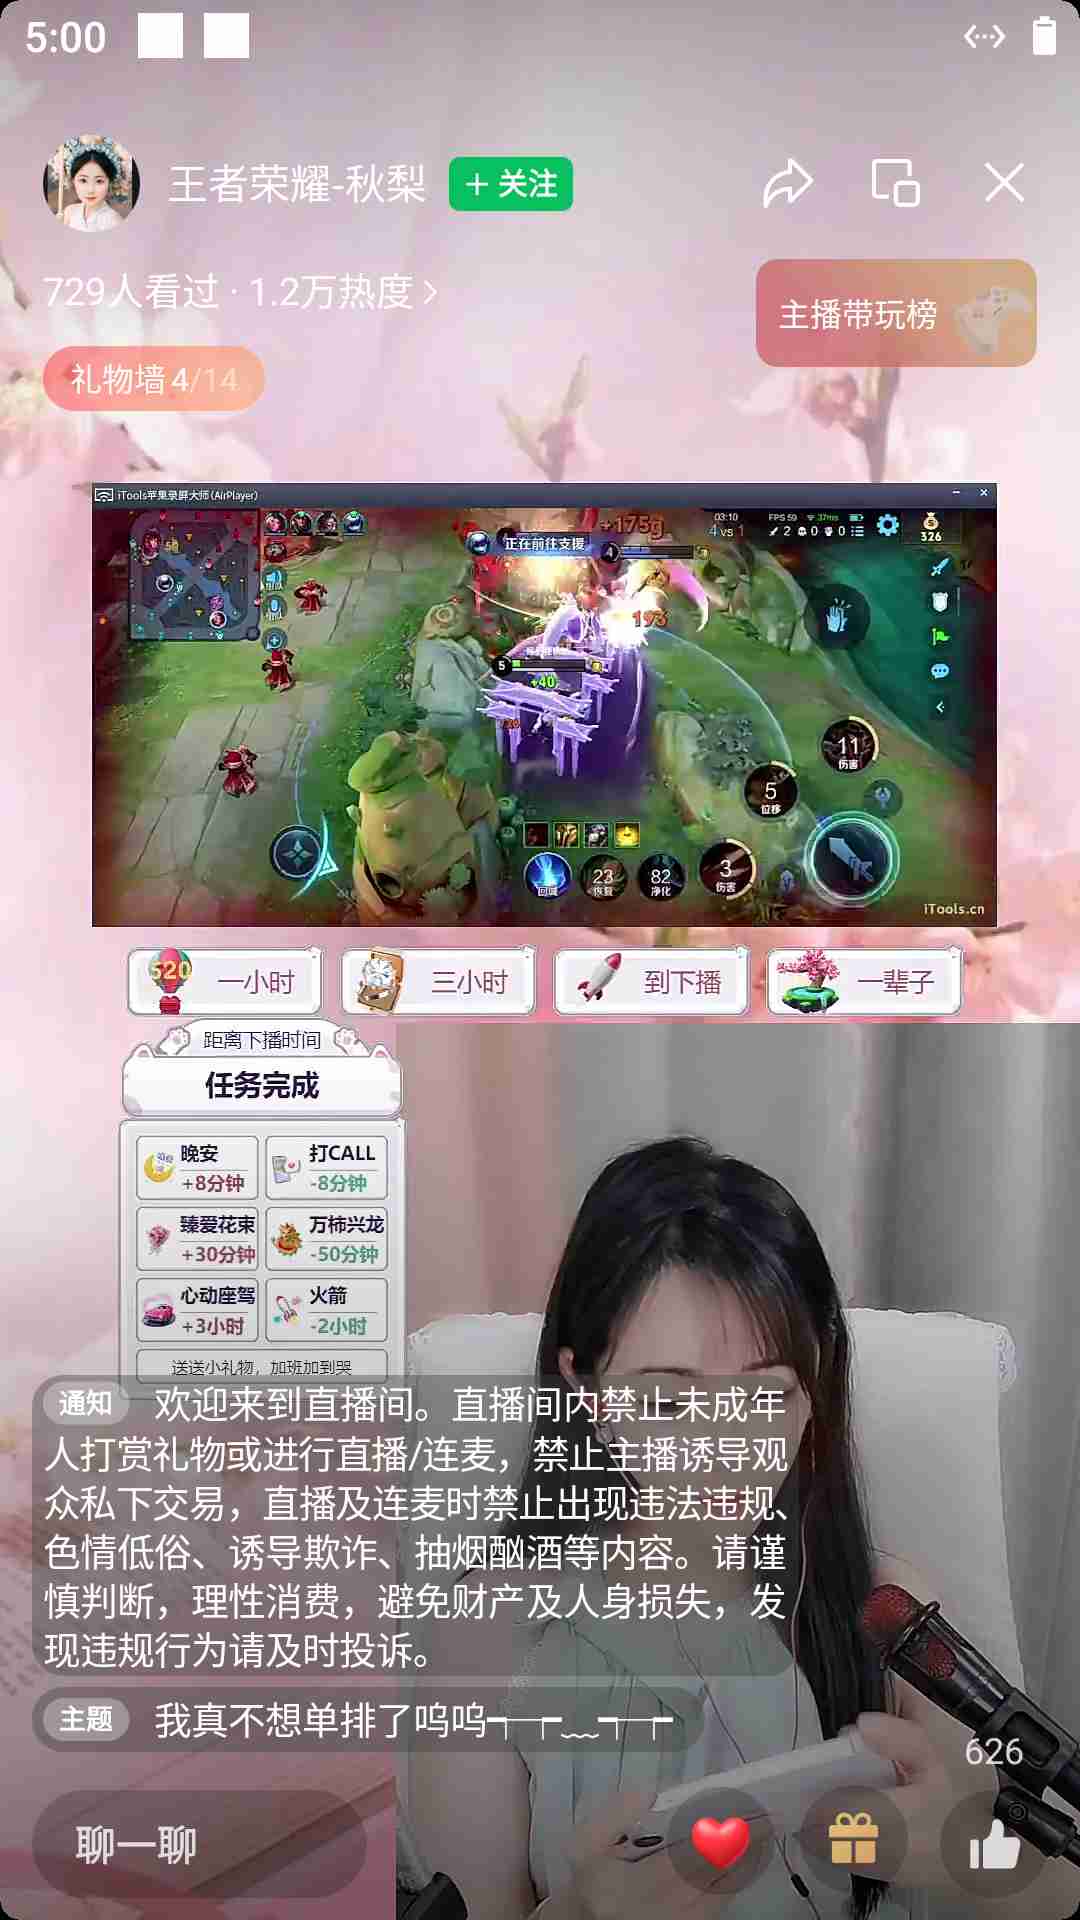 5:00
王者荣耀-秋梨
+ 关注
729人看过 · 1.2万热度
主播带玩榜
礼物墙 4/14
iTools苹果录屏大师(AirPlayer)
+175g
正在前往支援
4
03:10
4 vs 1
FPS 59
37ms
2 0 0
326
193
5
+40
11
伤害
5
位移
3
伤害
回城
23
恢复
82
净化
iTools.cn
520
一小时
三小时
到下播
一辈子
距离下播时间
任务完成
晚安
+8分钟
打CALL
-8分钟
臻爱花束
+30分钟
万柿兴龙
-50分钟
心动座驾
+3小时
火箭
-2小时
送送小礼物，加班加到哭
通知 欢迎来到直播间。直播间内禁止未成年
人打赏礼物或进行直播/连麦，禁止主播诱导观
众私下交易，直播及连麦时禁止出现违法违规、
色情低俗、诱导欺诈、抽烟酗酒等内容。请谨
慎判断，理性消费，避免财产及人身损失，发
现违规行为请及时投诉。
主题 我真不想单排了呜呜┭┮﹏┭┮
626
聊一聊